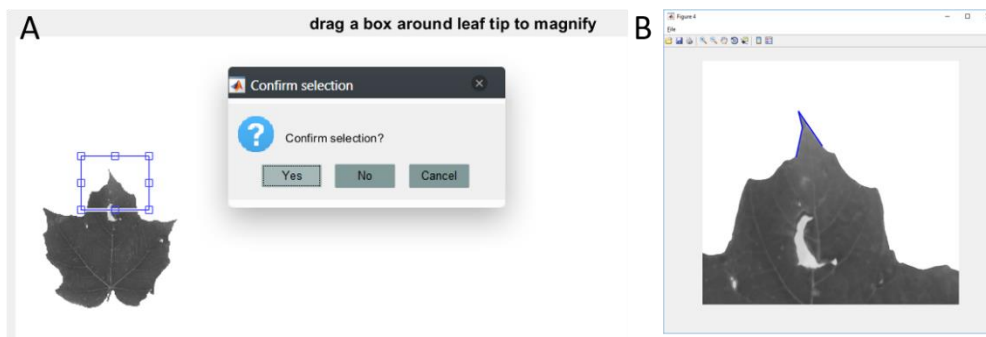 A
drag a box around leaf tip to magnify
Confirm selection
Confirm selection?
Yes No Cancel
B
Figure 4
File